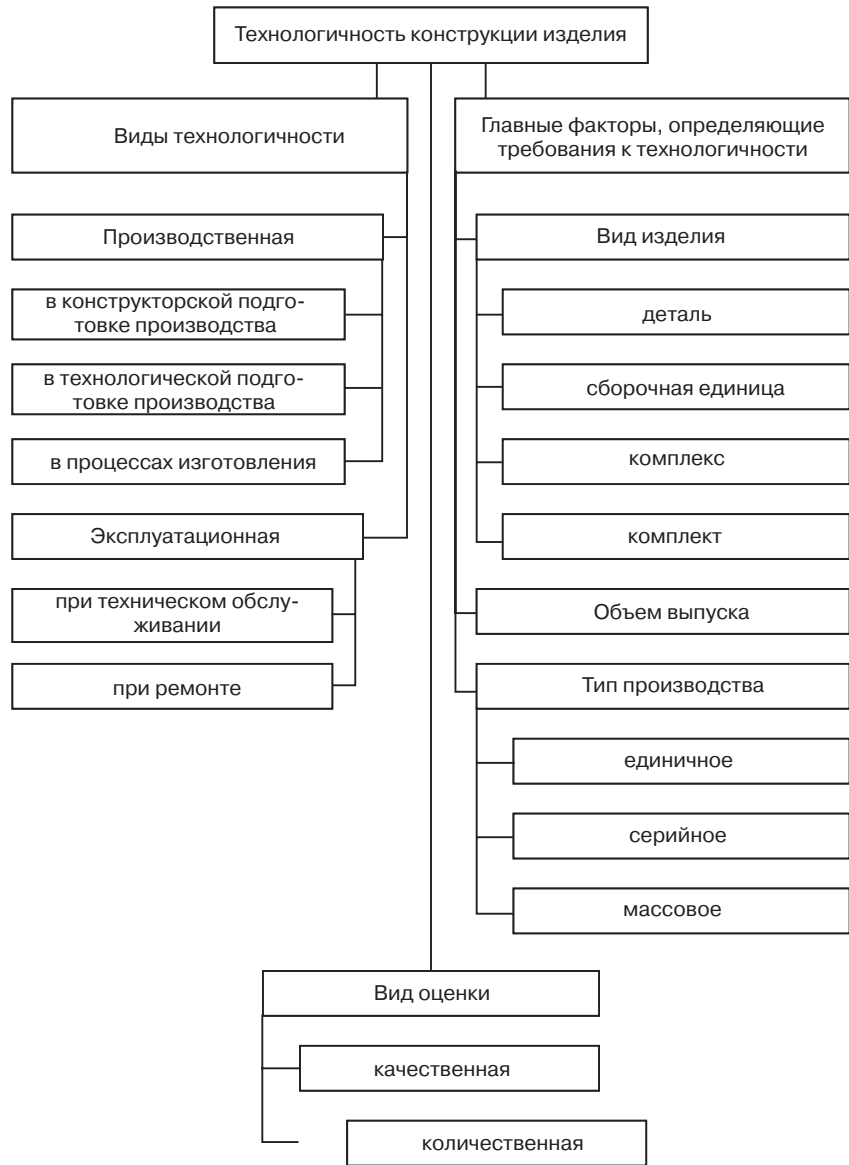 Технологичность конструкции изделия
Виды технологичности
Производственная
в конструкторской подго-
товке производства
в технологической подго-
товке производства
в процессах изготовления
Эксплуатационная
при техническом обслу-
живании
при ремонте
Главные факторы, определяющие
требования к технологичности
Вид изделия
деталь
сборочная единица
комплекс
комплект
Объем выпуска
Тип производства
единичное
серийное
массовое
Вид оценки
качественная
количественная